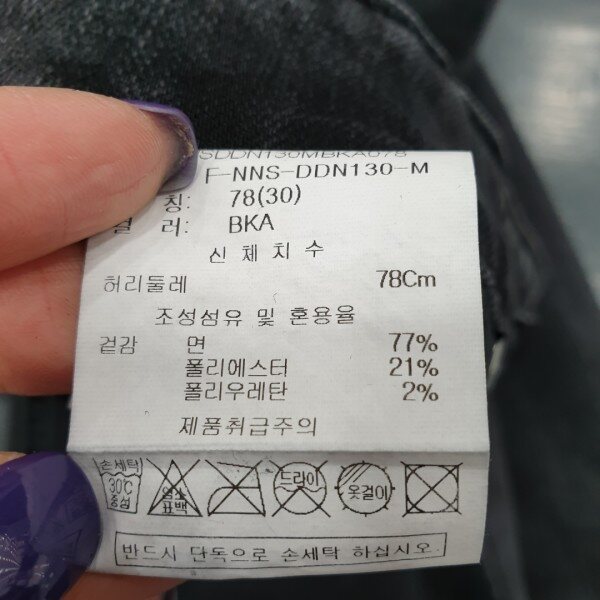 SDDN130MBKA078
F-NNS-DDN130-M
칭: 78(30)
컬 러: BKA
신체치수
허리둘레 78Cm
조성섬유 및 혼용율
겉감 면 77%
폴리에스터 21%
폴리우레탄 2%
제품취급주의
손세탁 30℃ 중성
염소 표백
드라이
옷걸이
반드시 단독으로 손세탁 하십시오.